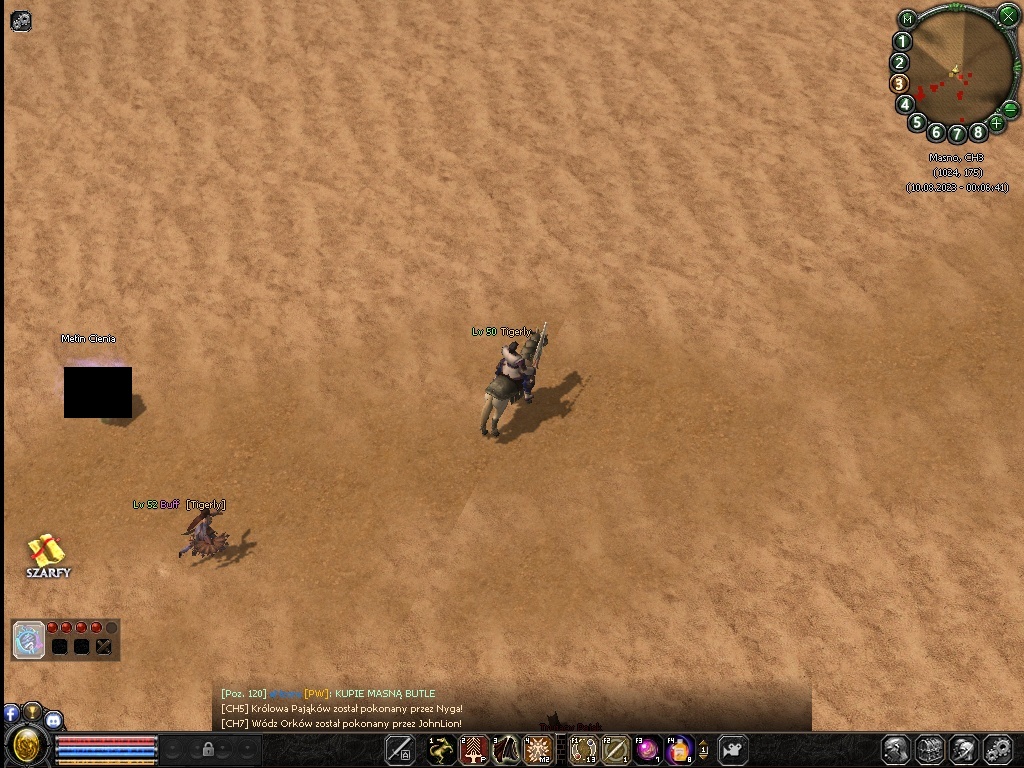 M
1
2
3
4
5
6
7
8
Masno, CH3
(1024, 175)
(10.08.2023 - 00:08:41)
Lv 50 Tigerly
Metin Cienia
Lv 52 Buff [Tigerly]
SZARFY
[Poz. 120] [PW]: KUPIE MASNĄ BUTLE
[CH5] Królowa Pająków został pokonany przez Nyga!
[CH7] Wódz Orków został pokonany przez JohnLion!